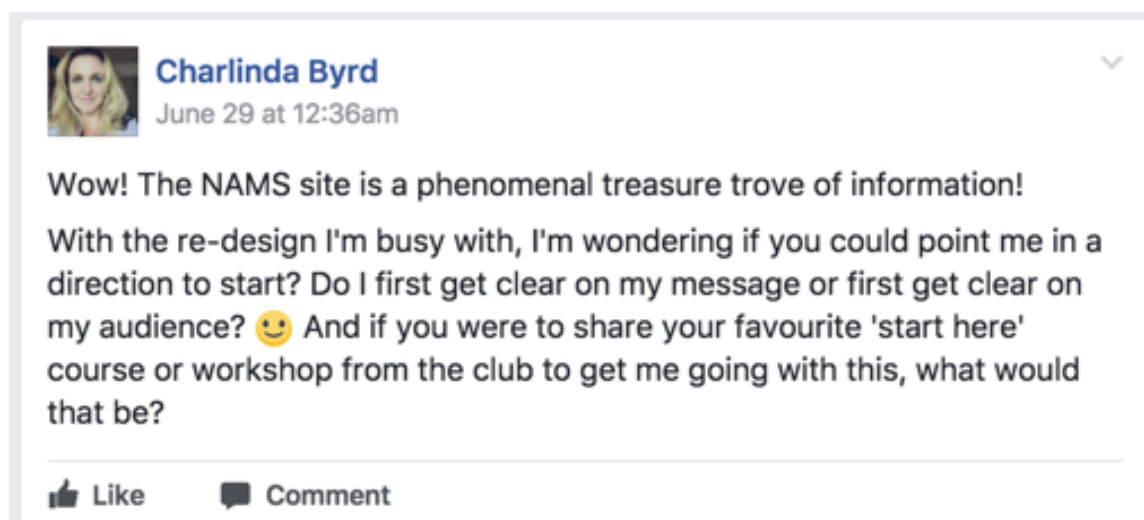 Charlinda Byrd
June 29 at 12:36am
Wow! The NAMS site is a phenomenal treasure trove of information!
With the re-design I'm busy with, I'm wondering if you could point me in a
direction to start? Do I first get clear on my message or first get clear on
my audience? 🙂 And if you were to share your favourite 'start here'
course or workshop from the club to get me going with this, what would
that be?
Like Comment